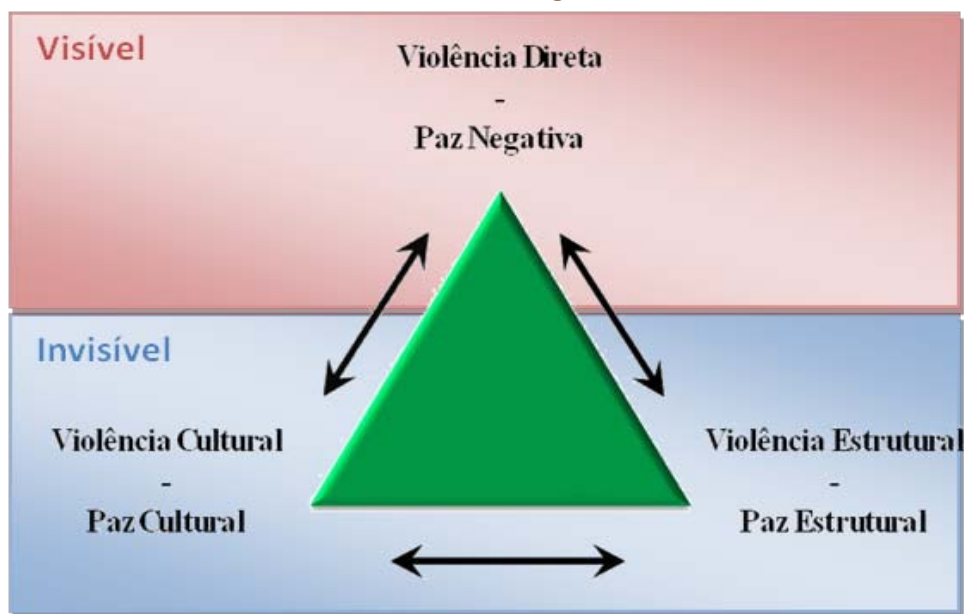 Visível
Violência Direta
-
Paz Negativa
Invisível
Violência Cultural
-
Paz Cultural
Violência Estrutural
-
Paz Estrutural